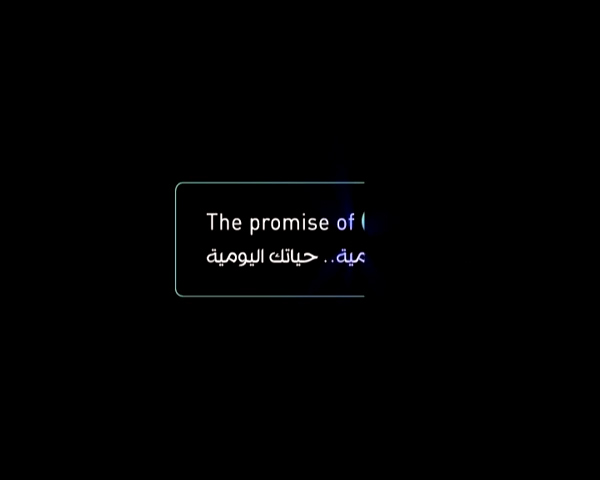 The promise of
حياتك اليومية ..